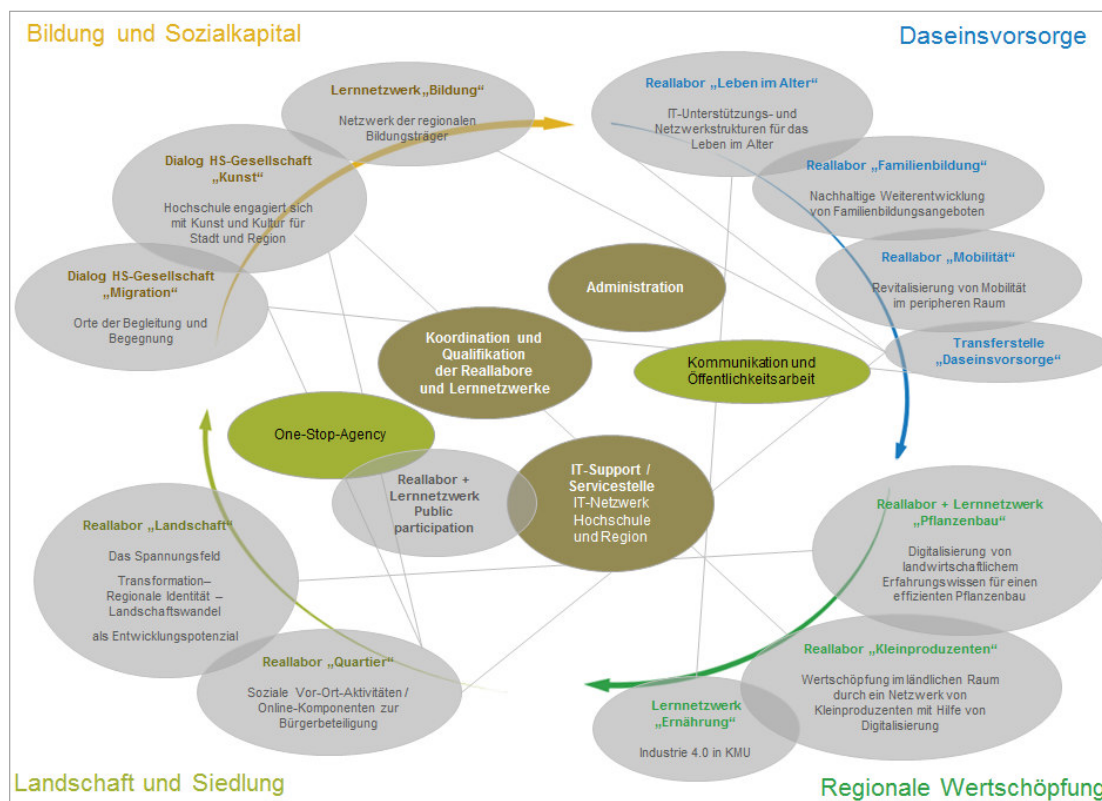 Bildung und Sozialkapital
Daseinsvorsorge
Lernnetzwerk „Bildung“
Netzwerk der regionalen
Bildungsträger
Dialog HS-Gesellschaft
„Kunst“
Hochschule engagiert sich
mit Kunst und Kultur für
Stadt und Region
Dialog HS-Gesellschaft
„Migration“
Orte der Begleitung und
Begegnung
Reallabor „Leben im Alter“
IT-Unterstützungs- und
Netzwerkstrukturen für das
Leben im Alter
Reallabor „Familienbildung“
Nachhaltige Weiterentwicklung
von Familienbildungsangeboten
Reallabor „Mobilität“
Revitalisierung von Mobilität
im peripheren Raum
Transferstelle
„Daseinsvorsorge“
Administration
Koordination und
Qualifikation
der Reallabore
und Lernnetzwerke
Kommunikation und
Öffentlichkeitsarbeit
One-Stop-Agency
Reallabor +
Lernnetzwerk
Public
participation
IT-Support /
Servicestelle
IT-Netzwerk
Hochschule
und Region
Reallabor „Landschaft“
Das Spannungsfeld
Transformation–
Regionale Identität –
Landschaftswandel
als Entwicklungspotenzial
Reallabor „Quartier“
Soziale Vor-Ort-Aktivitäten /
Online-Komponenten zur
Bürgerbeteiligung
Reallabor + Lernnetzwerk
„Pflanzenbau“
Digitalisierung von
landwirtschaftlichem
Erfahrungswissen für einen
effizienten Pflanzenbau
Reallabor „Kleinproduzenten“
Wertschöpfung im ländlichen Raum
durch ein Netzwerk von
Kleinproduzenten mit Hilfe von
Digitalisierung
Lernnetzwerk
„Ernährung“
Industrie 4.0 in KMU
Landschaft und Siedlung
Regionale Wertschöpfung